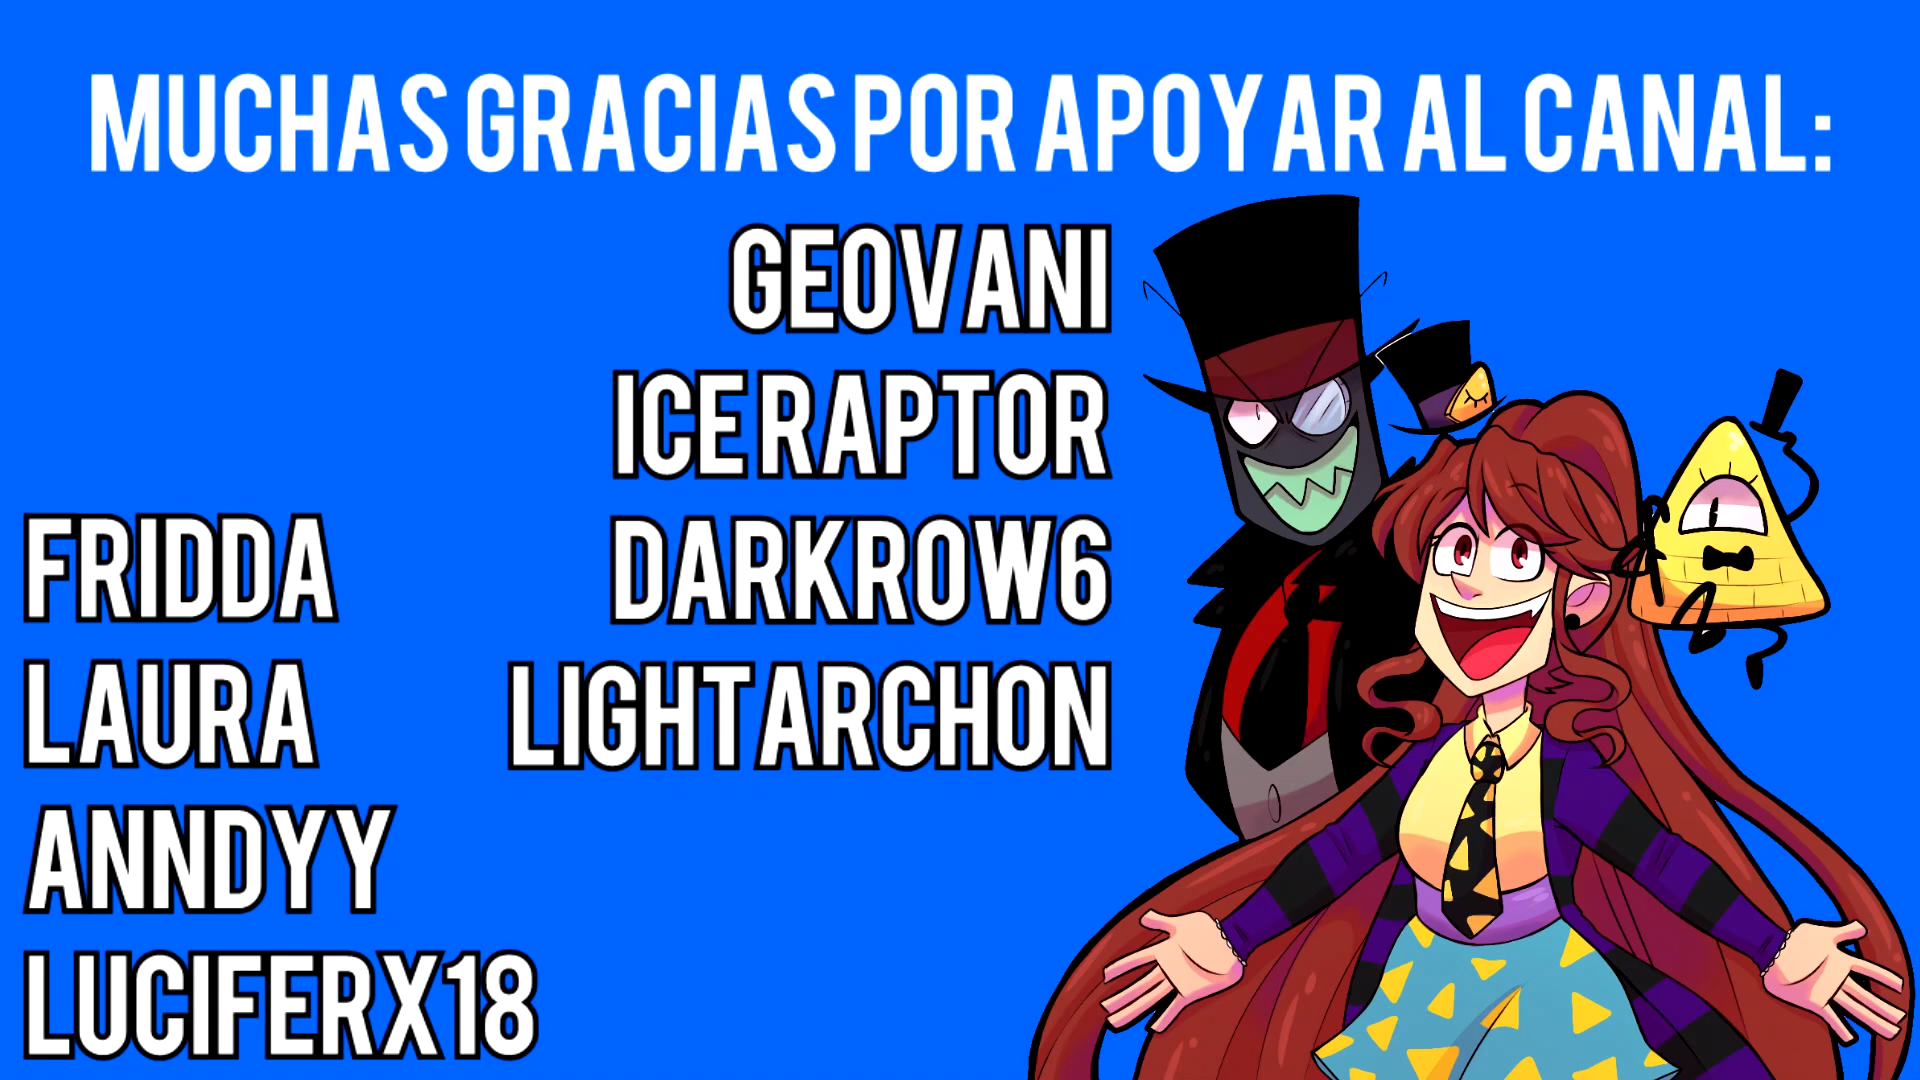 MUCHAS GRACIAS POR APOYAR AL CANAL:
GEOVANI
ICE RAPTOR
DARKROW6
LIGHTARCHON
FRIDDA
LAURA
ANNDYY
LUCIFERX18